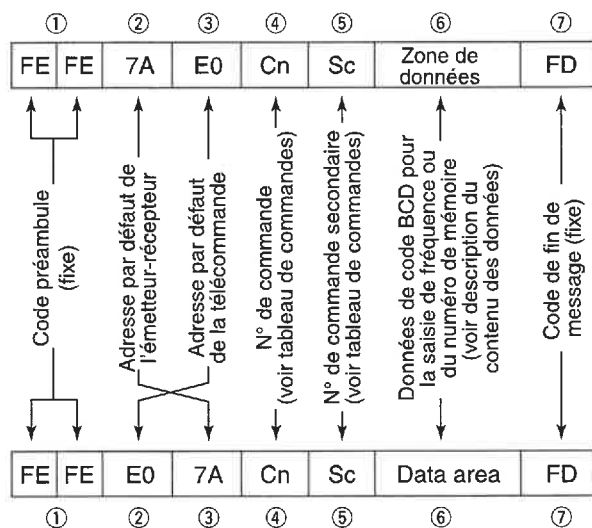 ① ② ③ ④ ⑤ ⑥ ⑦
FE FE 7A E0 Cn Sc Zone de données FD
Code préambule
(fixe)
Adresse par défaut de
l'émetteur-récepteur
Adresse par défaut
de la télécommande
N° de commande
(voir tableau de commandes)
N° de commande secondaire
(voir tableau de commandes)
Données de code BCD pour
la saisie de fréquence ou
du numéro de mémoire
(voir description du
contenu des données)
Code de fin de
message (fixe)
FE FE E0 7A Cn Sc Data area FD
① ② ③ ④ ⑤ ⑥ ⑦